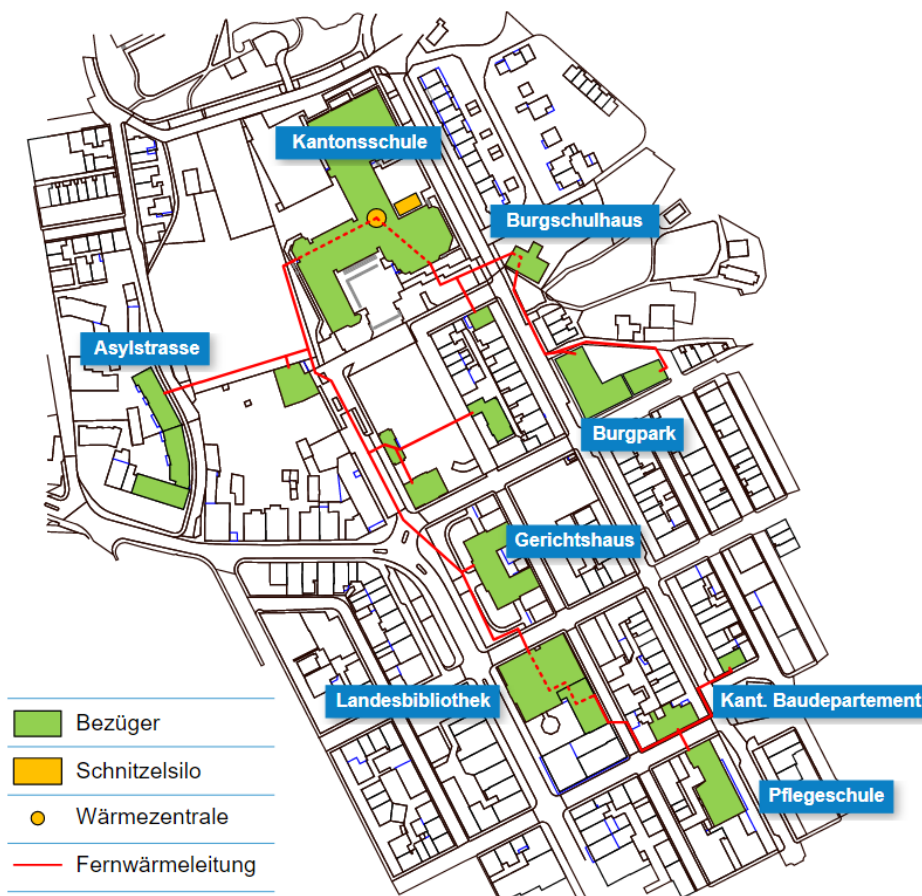 Kantonsschule
Burgschulhaus
Asylstrasse
Burgpark
Gerichtshaus
Landesbibliothek
Kant. Baudepartement
Pflegeschule
Bezüger
Schnitzelsilo
Wärmezentrale
Fernwärmeleitung